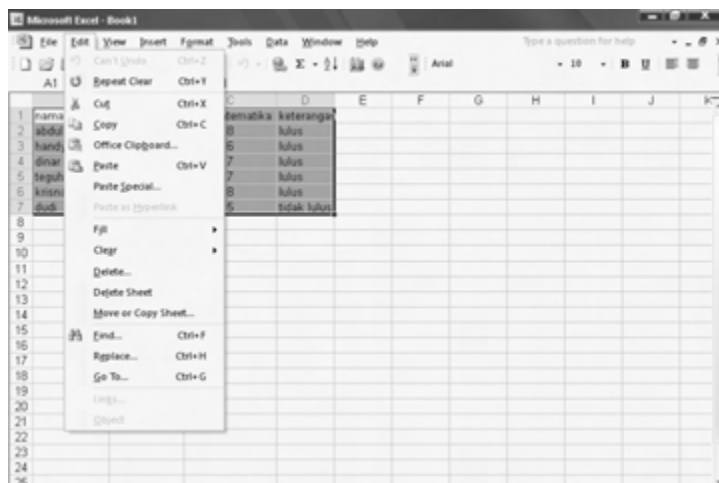 Microsoft Excel - Book1
File Edit View Insert Format Tools Data Window Help Type a question for help
Arial 10 B U
A1
C D E F G H I J K
1 nama tematika keterangan
2 abdul 8 lulus
3 handy 6 lulus
4 dinar 7 lulus
5 teguh 7 lulus
6 krisna 8 lulus
7 dudi 5 tidak lulus
8
9
10
11
12
13
14
15
16
17
18
19
20
21
22
23
24
25
Can't Undo Ctrl+Z
Repeat Clear Ctrl+Y
Cut Ctrl+X
Copy Ctrl+C
Office Clipboard...
Paste Ctrl+V
Paste Special...
Paste as Hyperlink
Fill
Clear
Delete...
Delete Sheet
Move or Copy Sheet...
Find... Ctrl+F
Replace... Ctrl+H
Go To... Ctrl+G
Links...
Object